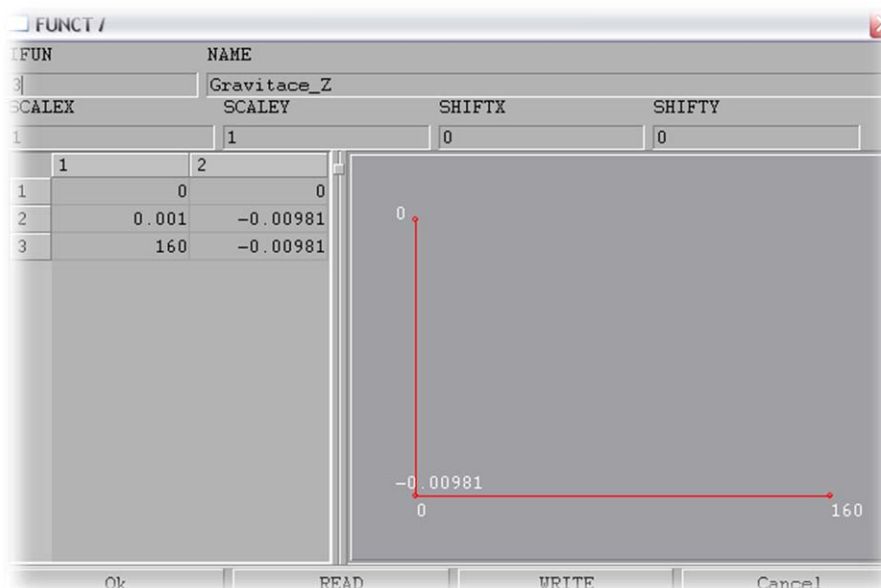 FUNCT /
IFUN NAME
3 Gravitace_Z
SCALEX SCALEY SHIFTX SHIFTY
1 1 0 0
1 2
1 0 0
2 0.001 -0.00981
3 160 -0.00981
0
-0.00981
0 160
Ok READ WRITE Cancel